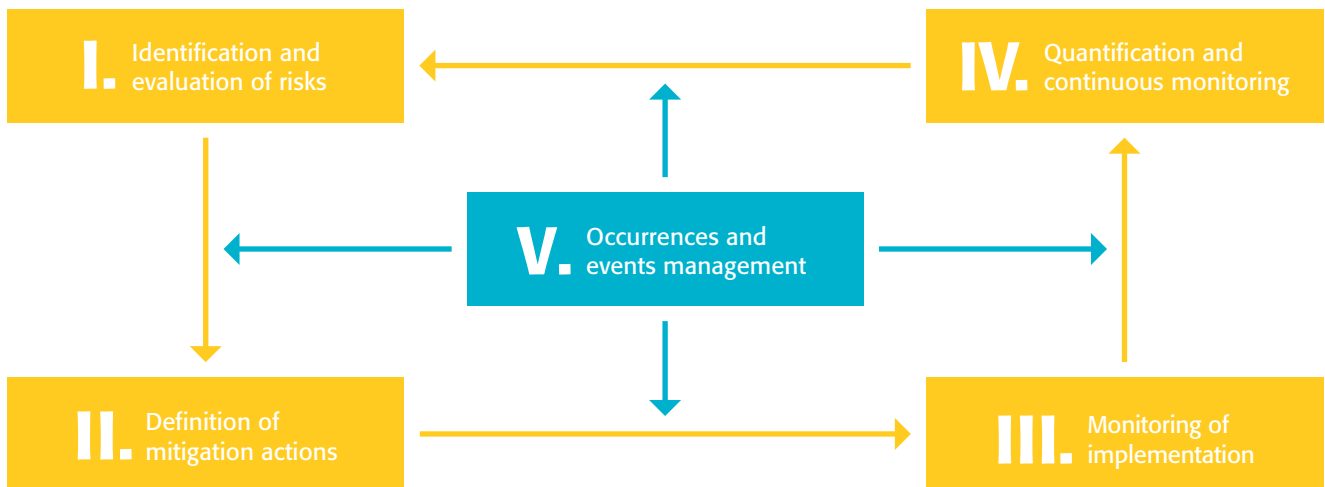 I. Identification and
evaluation of risks
IV. Quantification and
continuous monitoring
V. Occurrences and
events management
II. Definition of
mitigation actions
III. Monitoring of
implementation